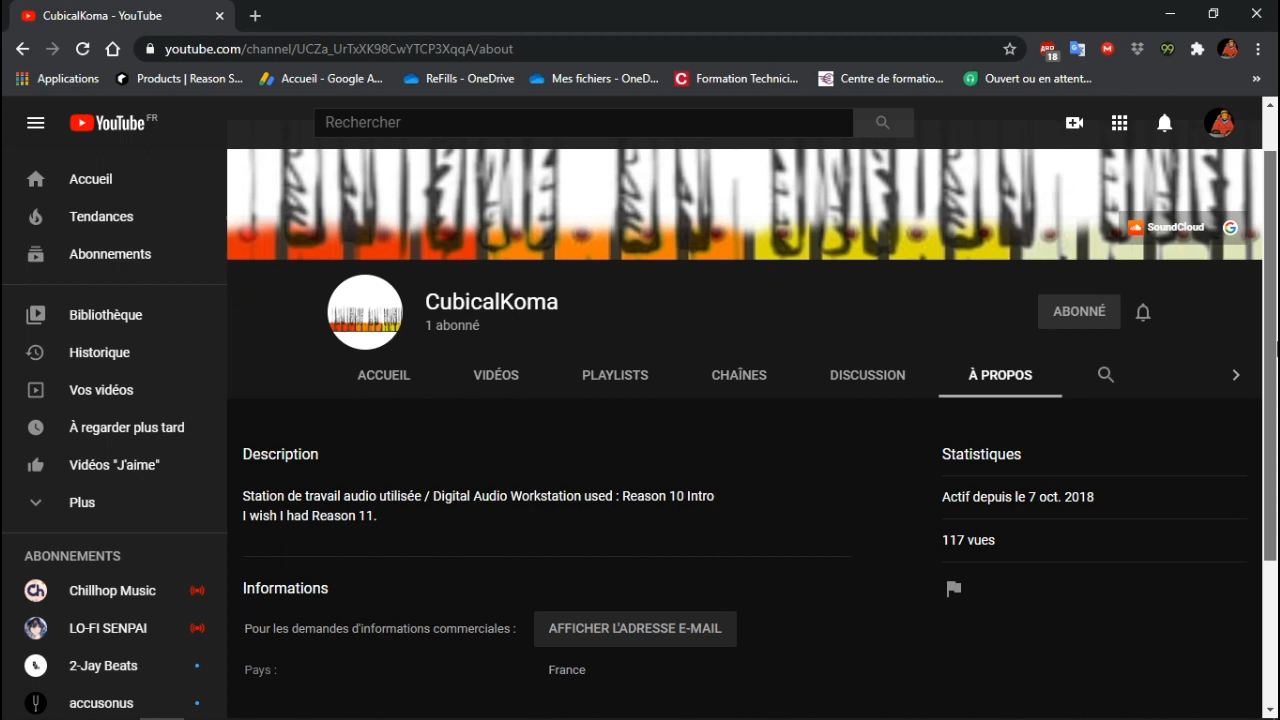 CubicalKoma - YouTube
youtube.com/channel/UCZa_UrTxXK98CwYTCP3XqqA/about
18
99
Applications
Products | Reason S...
Accueil - Google A...
ReFills - OneDrive
Mes fichiers - OneD...
Formation Technici...
Centre de formatio...
Ouvert ou en attent...
YouTube FR
Rechercher
Accueil
Tendances
Abonnements
Bibliothèque
Historique
Vos vidéos
À regarder plus tard
Vidéos "J'aime"
Plus
ABONNEMENTS
Chillhop Music
LO-FI SENPAI
2-Jay Beats
accusonus
SoundCloud
CubicalKoma
1 abonné
ABONNÉ
ACCUEIL VIDÉOS PLAYLISTS CHAÎNES DISCUSSION À PROPOS
Description
Station de travail audio utilisée / Digital Audio Workstation used : Reason 10 Intro
I wish I had Reason 11.
Informations
Pour les demandes d'informations commerciales : AFFICHER L'ADRESSE E-MAIL
Pays : France
Statistiques
Actif depuis le 7 oct. 2018
117 vues